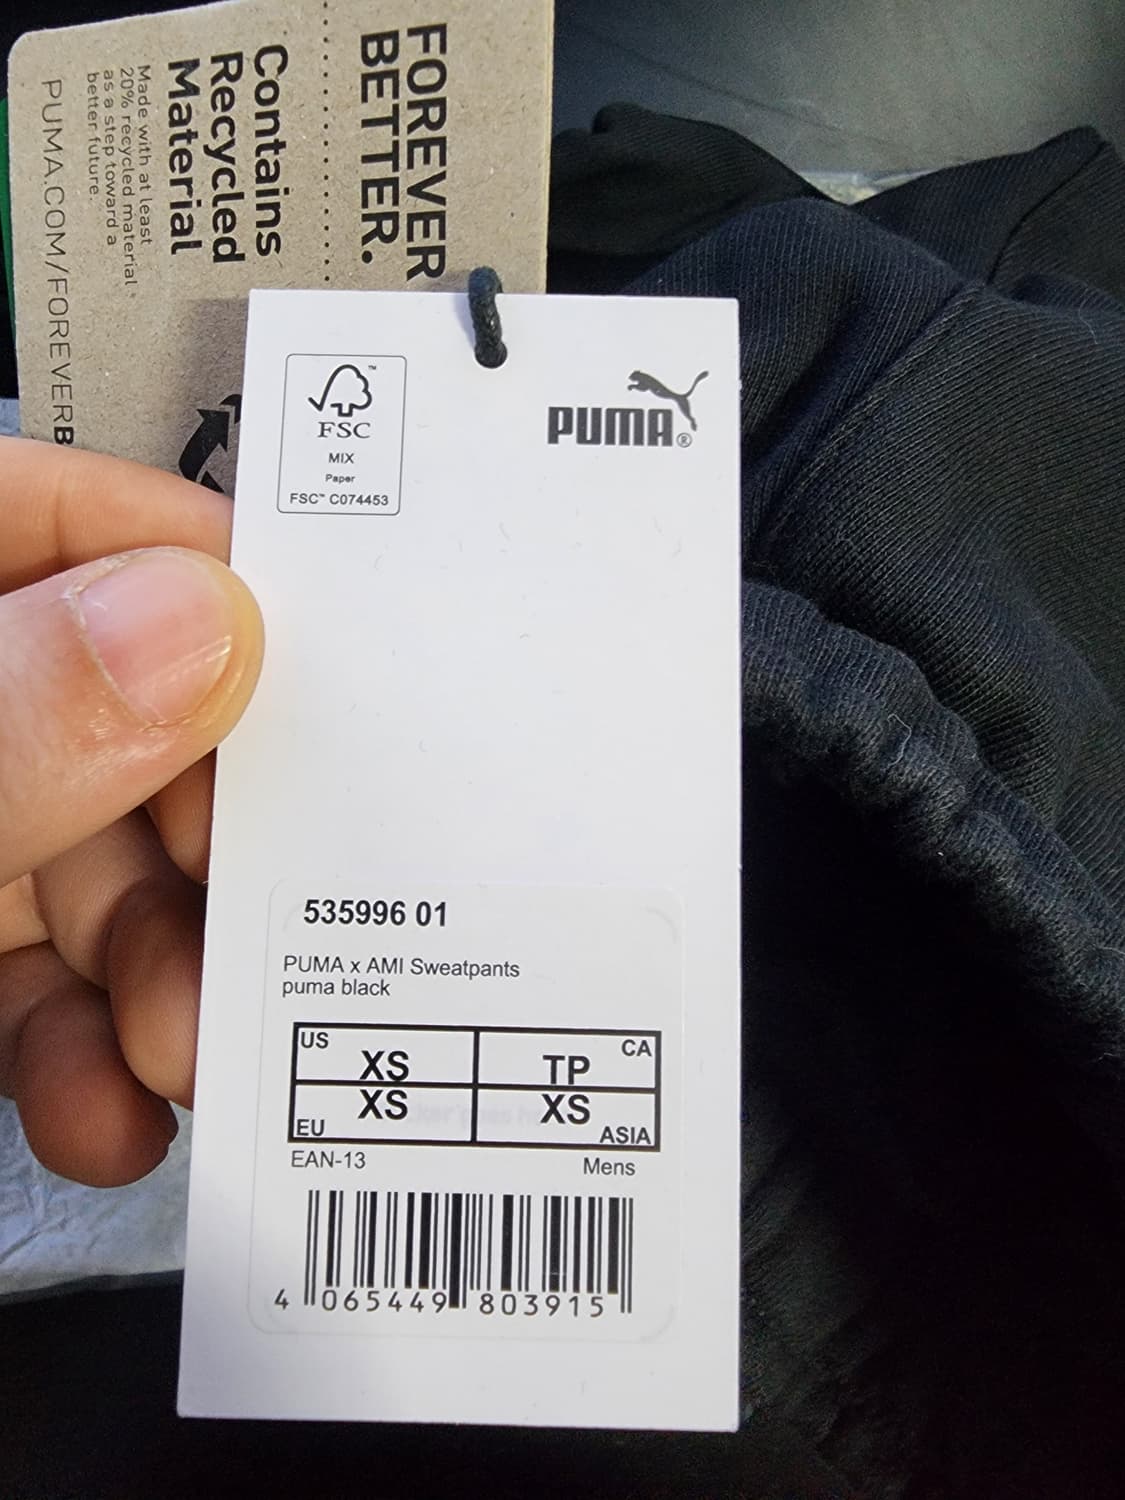 FOREVER
BETTER.
Contains
Recycled
Material
Made with at least
20% recycled material
as a step toward a
better future.
PUMA.COM/FOREVERB
FSC
MIX
Paper
FSC™ C074453
PUMA®
535996 01
PUMA x AMI Sweatpants
puma black
US XS
TP CA
XS EU
XS ASIA
EAN-13
Mens
4 065449 803915